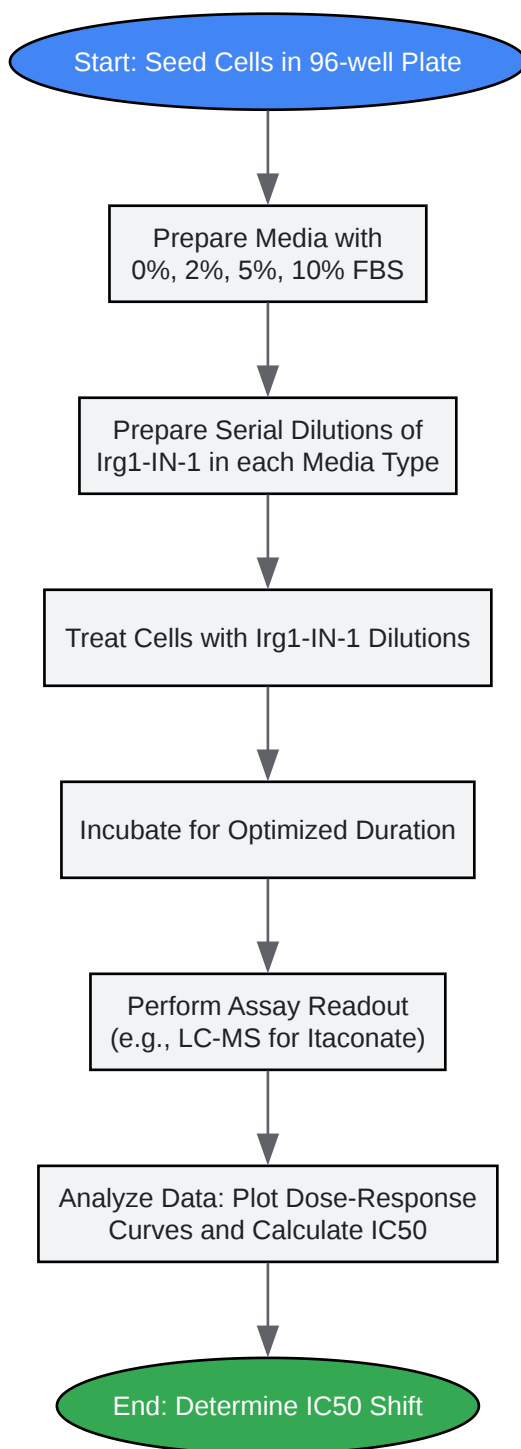 Start: Seed Cells in 96-well Plate
Prepare Media with
0%, 2%, 5%, 10% FBS
Prepare Serial Dilutions of
Irg1-IN-1 in each Media Type
Treat Cells with Irg1-IN-1 Dilutions
Incubate for Optimized Duration
Perform Assay Readout
(e.g., LC-MS for Itaconate)
Analyze Data: Plot Dose-Response
Curves and Calculate IC50
End: Determine IC50 Shift